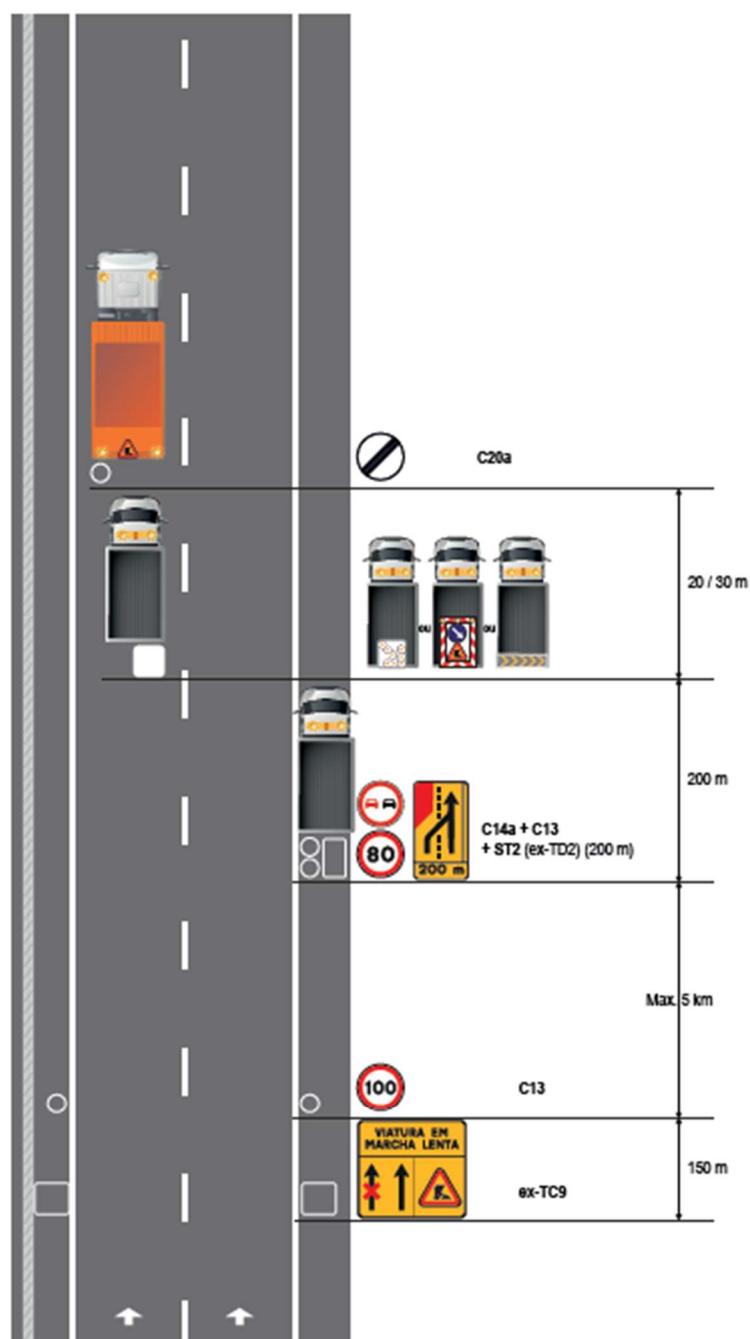 C20a
20 / 30 m
ou
ou
200 m
80
200 m
C14a + C13
+ ST2 (ex-TD2) (200 m)
Max. 5 km
100
C13
VIATURA EM
MARCHA LENTA
150 m
ex-TC9